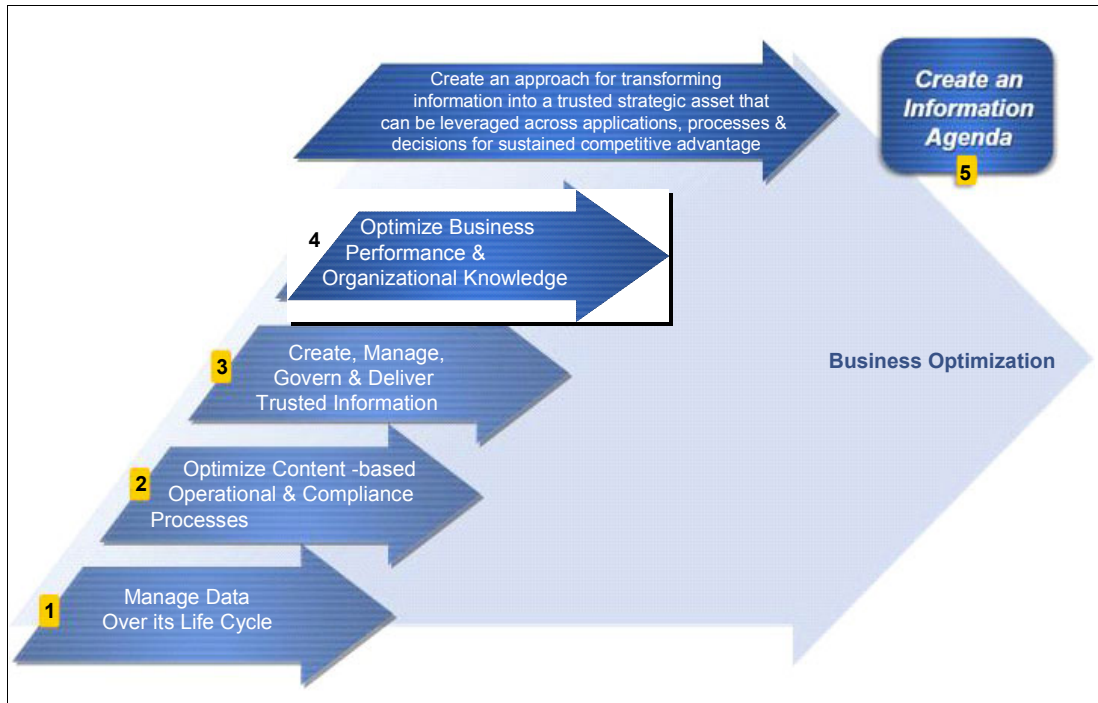 Create an approach for transforming
information into a trusted strategic asset that
can be leveraged across applications, processes &
decisions for sustained competitive advantage
Create an
Information
Agenda
5
4
Optimize Business
Performance &
Organizational Knowledge
3
Create, Manage,
Govern & Deliver
Trusted Information
Business Optimization
2
Optimize Content -based
Operational & Compliance
Processes
1
Manage Data
Over its Life Cycle